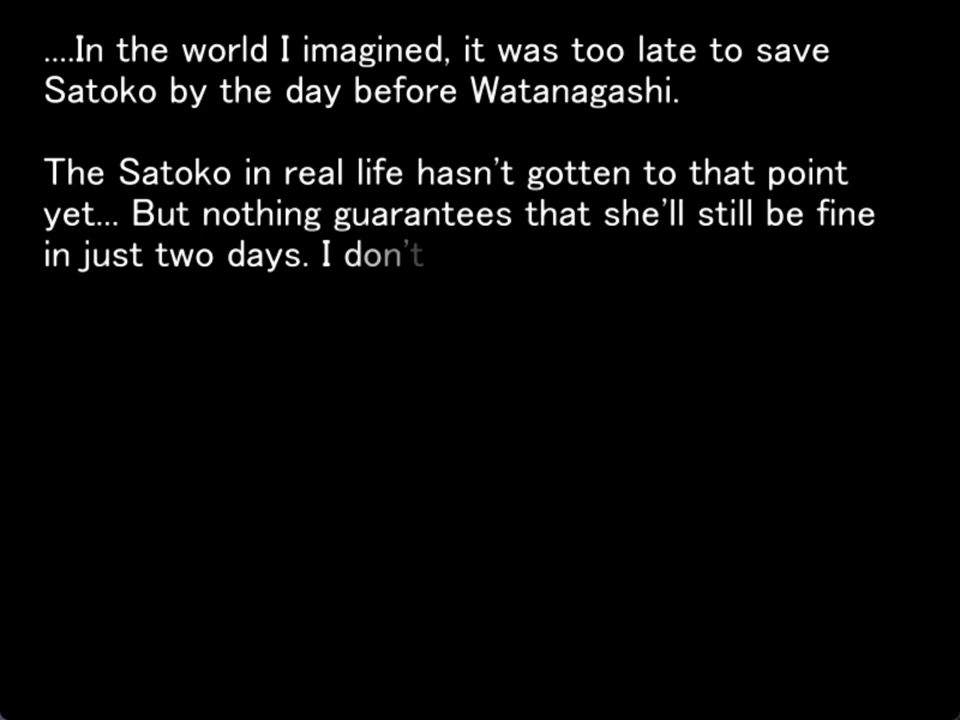 ....In the world I imagined, it was too late to save
Satoko by the day before Watanagashi.
The Satoko in real life hasn't gotten to that point
yet... But nothing guarantees that she'll still be fine
in just two days. I don't